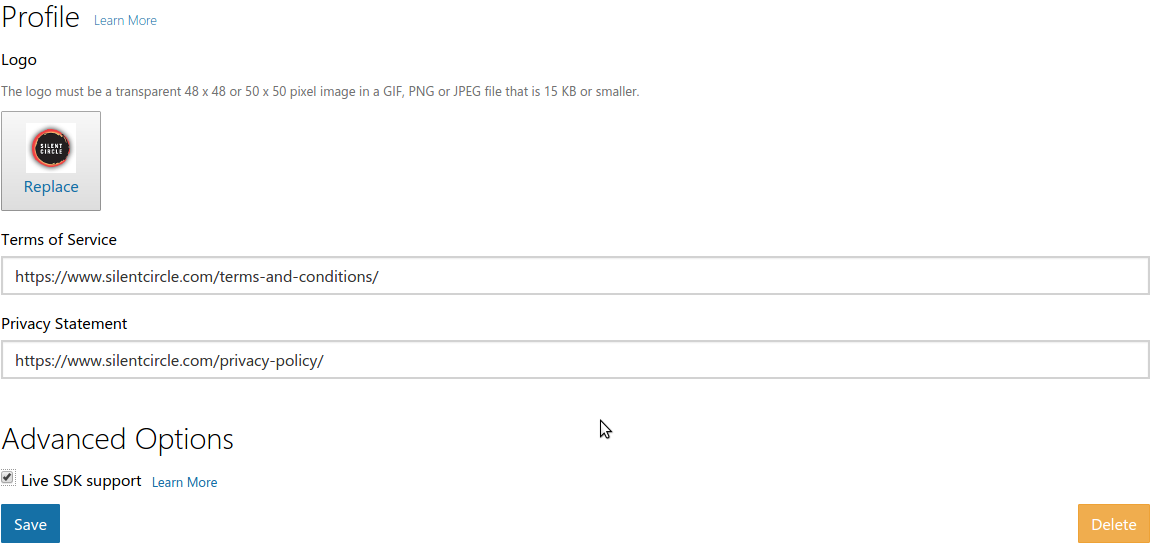 Profile Learn More
Logo
The logo must be a transparent 48 x 48 or 50 x 50 pixel image in a GIF, PNG or JPEG file that is 15 KB or smaller.
SILENT
CIRCLE
Replace
Terms of Service
https://www.silentcircle.com/terms-and-conditions/
Privacy Statement
https://www.silentcircle.com/privacy-policy/
Advanced Options
Live SDK support Learn More
Save Delete